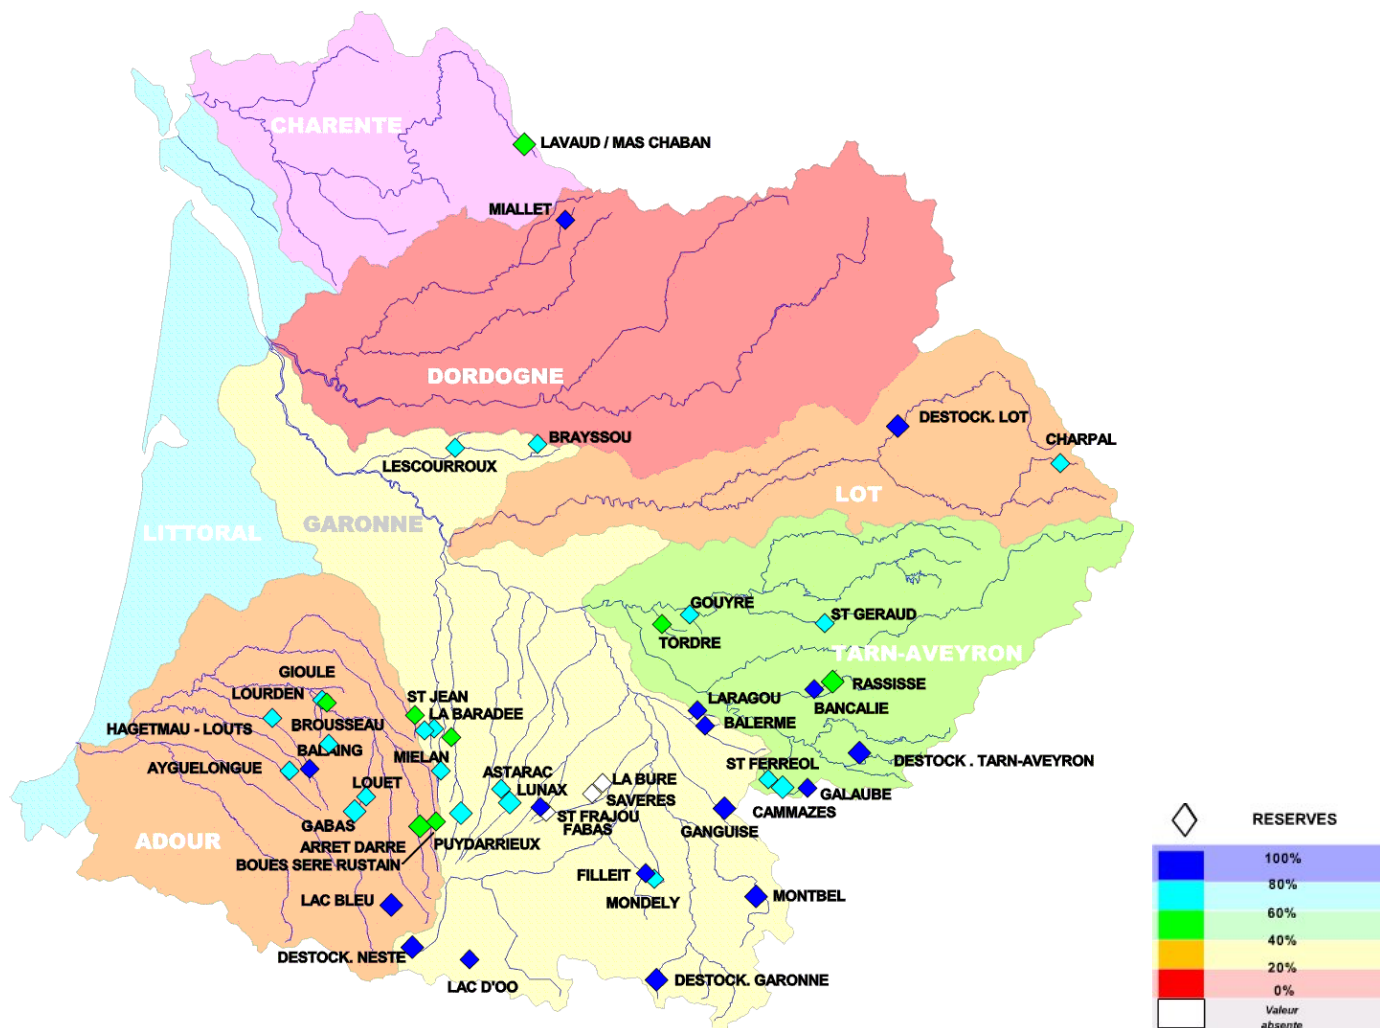 CHARENTE
LAVAUD / MAS CHABAN
MIALLET
DORDOGNE
DESTOCK. LOT
BRAYSSOU
CHARPAL
LESCOURROUX
LOT
GARONNE
LITTORAL
GOUYRE
ST GERAUD
TORDRE
TARN-AVEYRON
GIOULE
RASSISSE
LOURDEN
ST JEAN
LARAGOU
BANCALIE
LA BARADEE
HAGETMAU - LOUTS
BROUSSEAU
BALERME
BALAING
MIELAN
ST FERREOL
DESTOCK . TARN-AVEYRON
AYGUELONGUE
ASTARAC
LOUET
LUNAX
LA BURE
GALAUBE
SAVERES
CAMMAZES
GABAS
ST FRAJOU
FABAS
GANGUISE
ADOUR
ARRET DARRE
PUYDARRIEUX
BOUES SERE RUSTAIN
FILLEIT
LAC BLEU
MONDELY
MONTBEL
DESTOCK. NESTE
LAC D'OO
DESTOCK. GARONNE
RESERVES
100%
80%
60%
40%
20%
0%
Valeur
absente